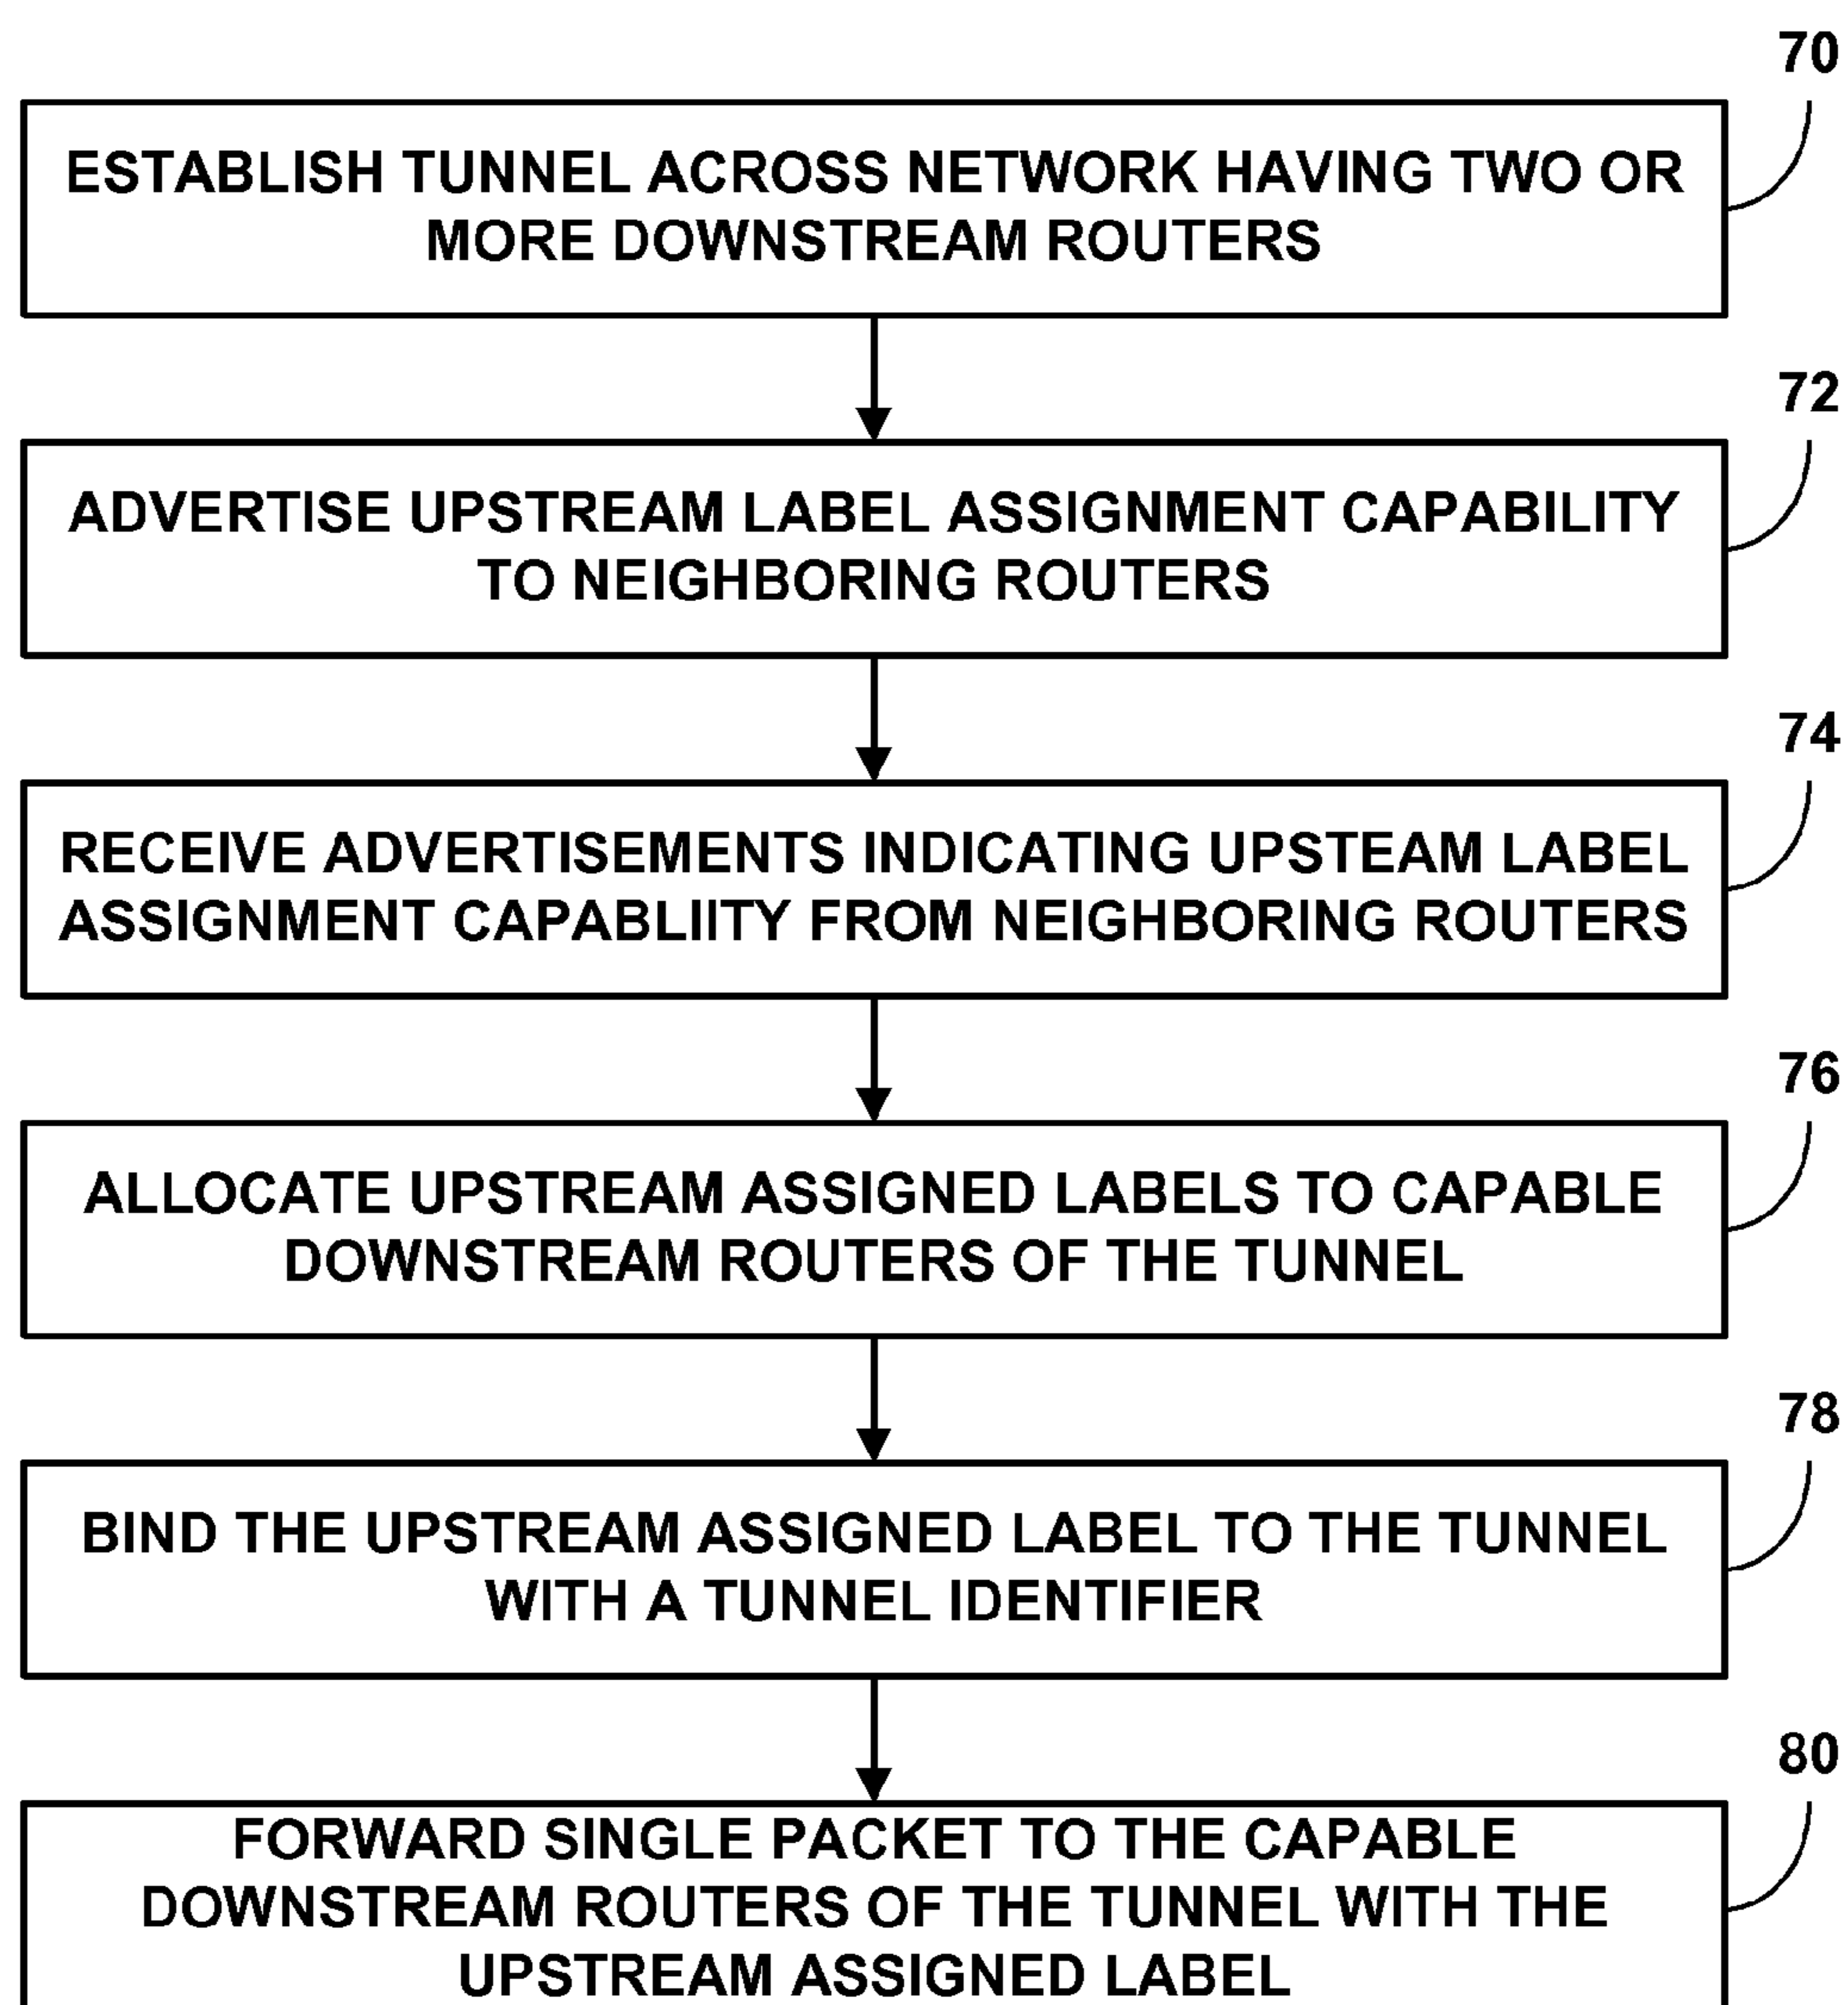 70
ESTABLISH TUNNEL ACROSS NETWORK HAVING TWO OR
MORE DOWNSTREAM ROUTERS
72
ADVERTISE UPSTREAM LABEL ASSIGNMENT CAPABILITY
TO NEIGHBORING ROUTERS
74
RECEIVE ADVERTISEMENTS INDICATING UPSTEAM LABEL
ASSIGNMENT CAPABLIITY FROM NEIGHBORING ROUTERS
76
ALLOCATE UPSTREAM ASSIGNED LABELS TO CAPABLE
DOWNSTREAM ROUTERS OF THE TUNNEL
78
BIND THE UPSTREAM ASSIGNED LABEL TO THE TUNNEL
WITH A TUNNEL IDENTIFIER
80
FORWARD SINGLE PACKET TO THE CAPABLE
DOWNSTREAM ROUTERS OF THE TUNNEL WITH THE
UPSTREAM ASSIGNED LABEL